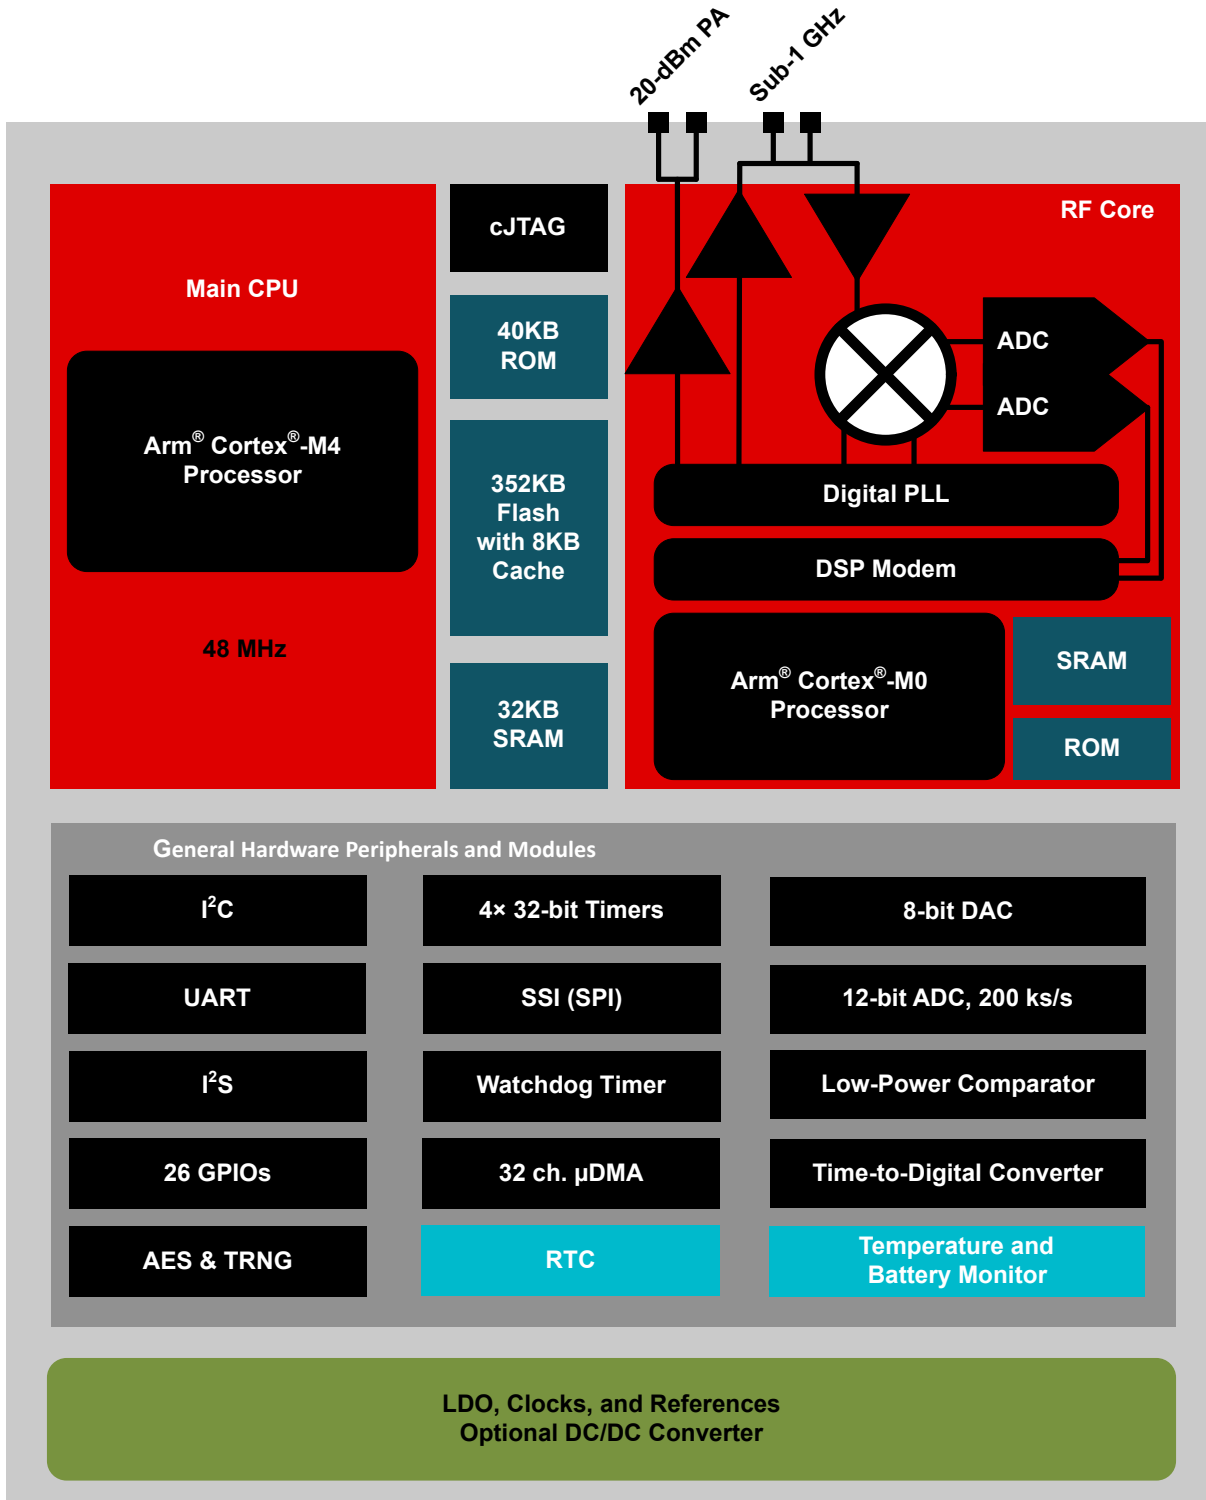 20-dBm PA
Sub-1 GHz
Main CPU
Arm® Cortex®-M4
Processor
48 MHz
cJTAG
40KB
ROM
352KB
Flash
with 8KB
Cache
32KB
SRAM
RF Core
ADC
ADC
Digital PLL
DSP Modem
Arm® Cortex®-M0
Processor
SRAM
ROM
General Hardware Peripherals and Modules
I²C
4× 32-bit Timers
8-bit DAC
UART
SSI (SPI)
12-bit ADC, 200 ks/s
I²S
Watchdog Timer
Low-Power Comparator
26 GPIOs
32 ch. µDMA
Time-to-Digital Converter
AES & TRNG
RTC
Temperature and
Battery Monitor
LDO, Clocks, and References
Optional DC/DC Converter